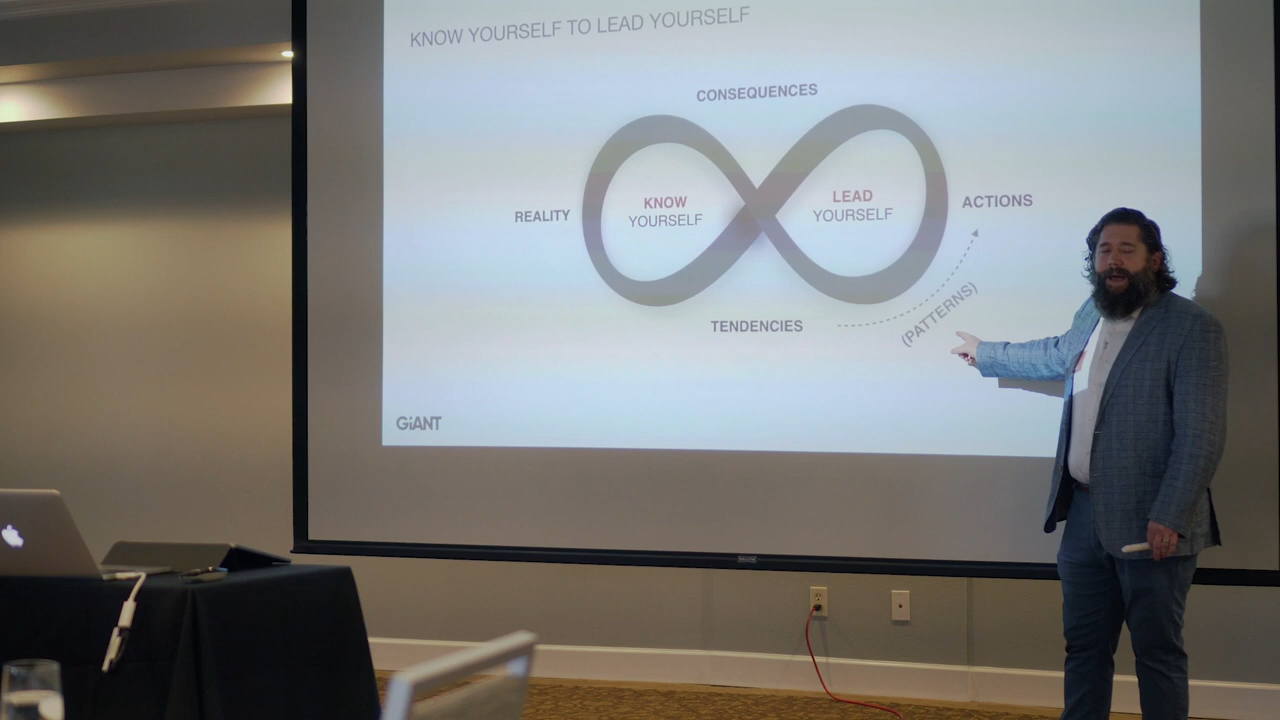 KNOW YOURSELF TO LEAD YOURSELF
CONSEQUENCES
REALITY
KNOW
YOURSELF
LEAD
YOURSELF
ACTIONS
TENDENCIES
(PATTERNS)
GiANT